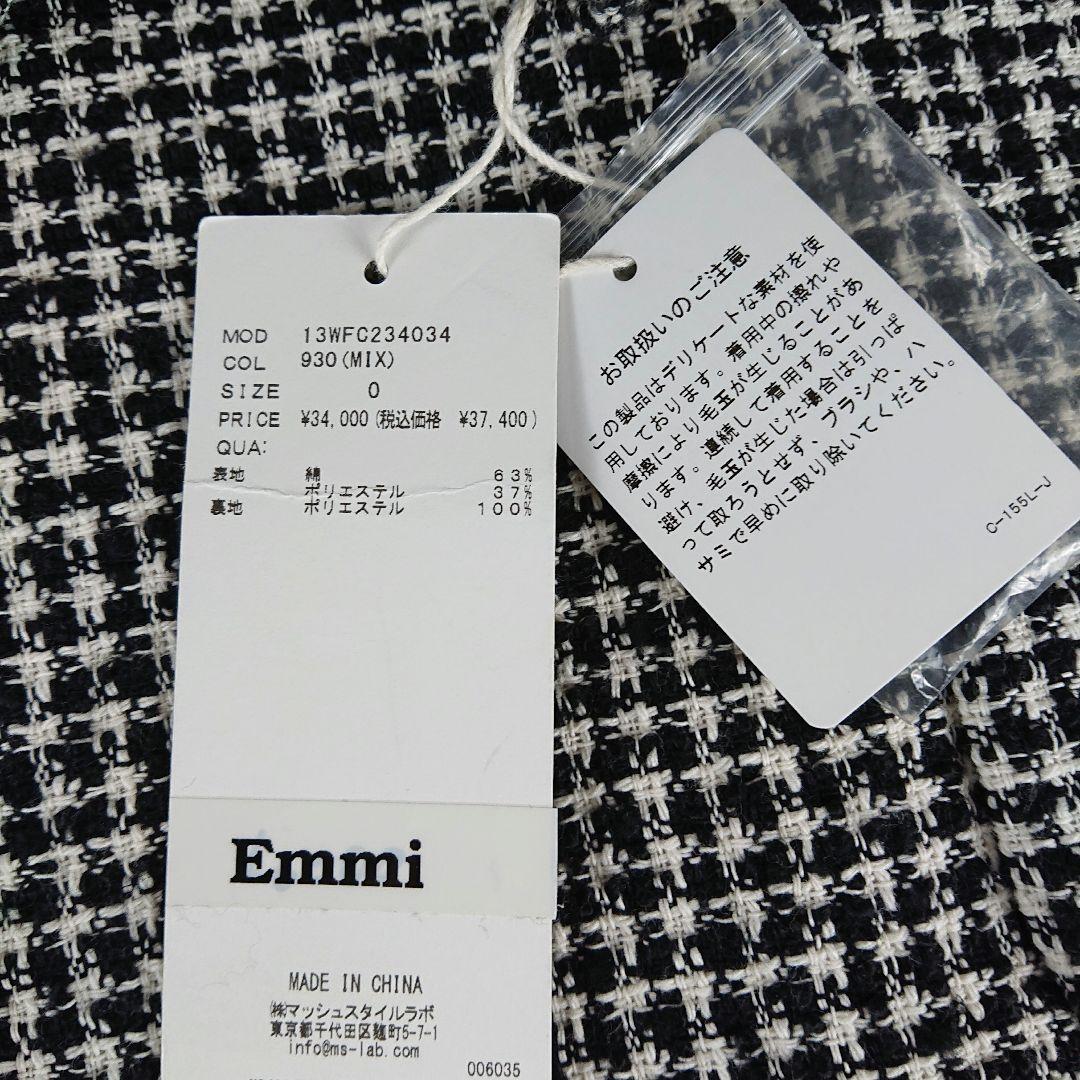 MOD 13WFC234034
COL 930(MIX)
SIZE 0
PRICE ¥34,000(税込価格 ¥37,400)
QUA:
表地 綿 63%
ポリエステル 37%
裏地 ポリエステル 100%
Emmi
MADE IN CHINA
㈱マッシュスタイルラボ
東京都千代田区麹町5-7-1
info@ms-lab.com
006035
お取扱いのご注意
この製品はデリケートな素材を使
用しております。着用中の擦れや
摩擦により毛玉が生じることがあ
ります。連続して着用することを
避け、毛玉が生じた場合は引っぱ
って取ろうとせず、ブラシや、ハ
サミで早めに取り除いてください。
C-155L-J